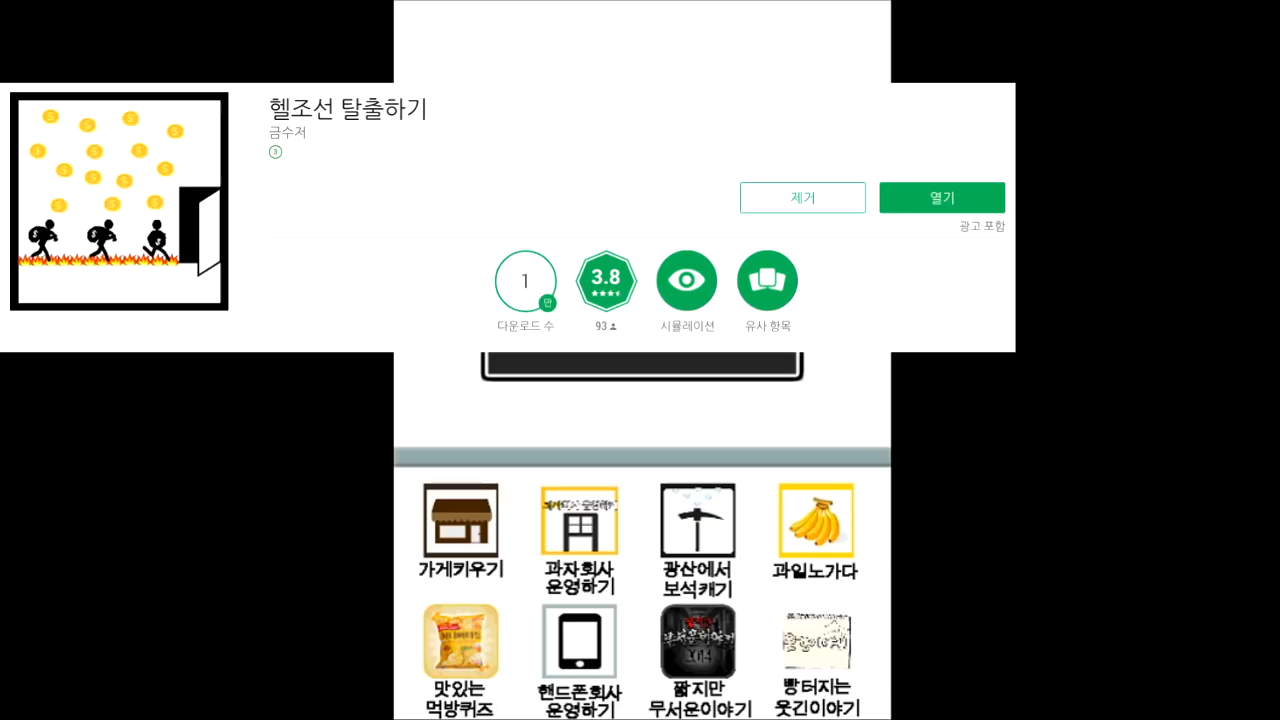 헬조선 탈출하기
금수저
3
제거
열기
광고 포함
1
만
3.8
다운로드 수
93
시뮬레이션
유사 항목
가게키우기
과자회사
운영하기
광산에서
보석캐기
과일노가다
2014
맛있는
먹방퀴즈
핸드폰회사
운영하기
짧지만
무서운이야기
빵터지는
웃긴이야기